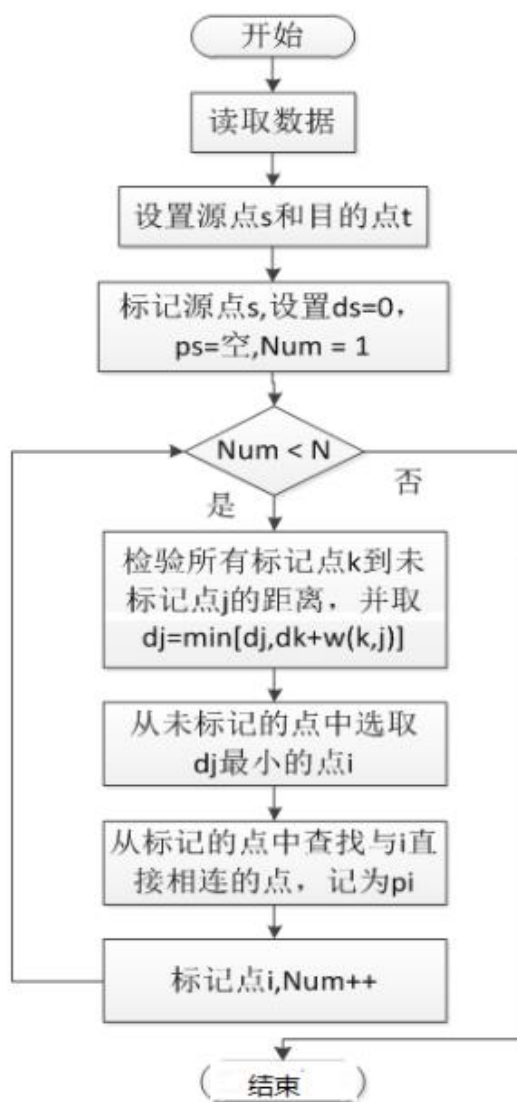 开始
读取数据
设置源点s和目的点t
标记源点s,设置ds=0，
ps=空,Num = 1
Num < N
否
是
检验所有标记点k到未
标记点j的距离，并取
dj=min[dj,dk+w(k,j)]
从未标记的点中选取
dj最小的点i
从标记的点中查找与i直
接相连的点，记为pi
标记点i,Num++
结束